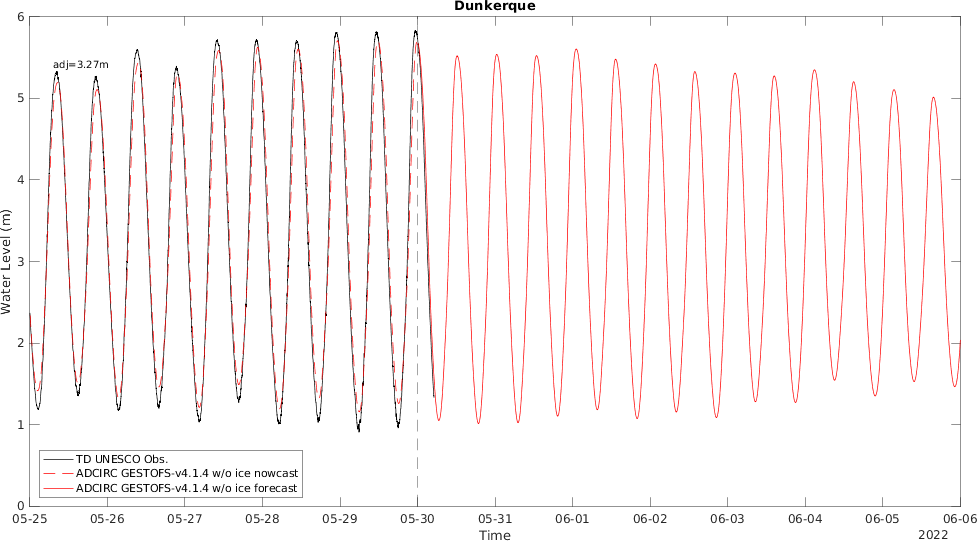 Dunkerque
6
5
4
3
2
1
0
Water Level (m)
adj=3.27m
TD UNESCO Obs.
ADCIRC GESTOFS-v4.1.4 w/o ice nowcast
ADCIRC GESTOFS-v4.1.4 w/o ice forecast
05-25 05-26 05-27 05-28 05-29 05-30 05-31 06-01 06-02 06-03 06-04 06-05 06-06
Time
2022